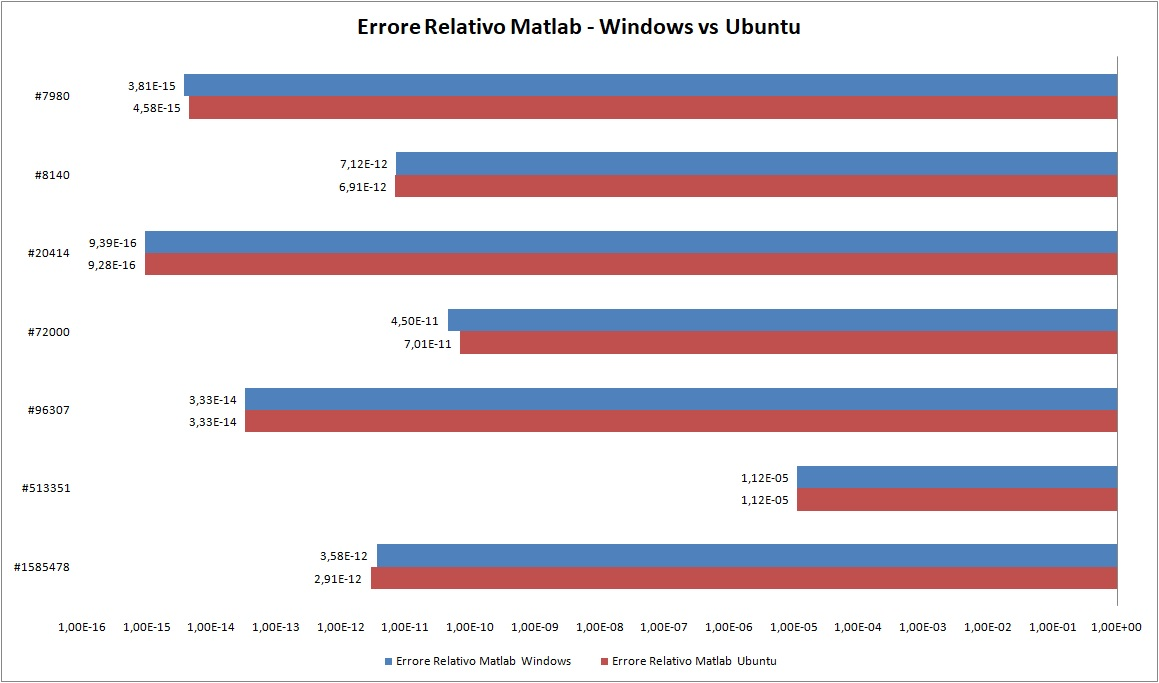 Errore Relativo Matlab - Windows vs Ubuntu
#7980
3,81E-15
4,58E-15
#8140
7,12E-12
6,91E-12
#20414
9,39E-16
9,28E-16
#72000
4,50E-11
7,01E-11
#96307
3,33E-14
3,33E-14
#513351
1,12E-05
1,12E-05
#1585478
3,58E-12
2,91E-12
1,00E-16 1,00E-15 1,00E-14 1,00E-13 1,00E-12 1,00E-11 1,00E-10 1,00E-09 1,00E-08 1,00E-07 1,00E-06 1,00E-05 1,00E-04 1,00E-03 1,00E-02 1,00E-01 1,00E+00
Errore Relativo Matlab Windows Errore Relativo Matlab Ubuntu